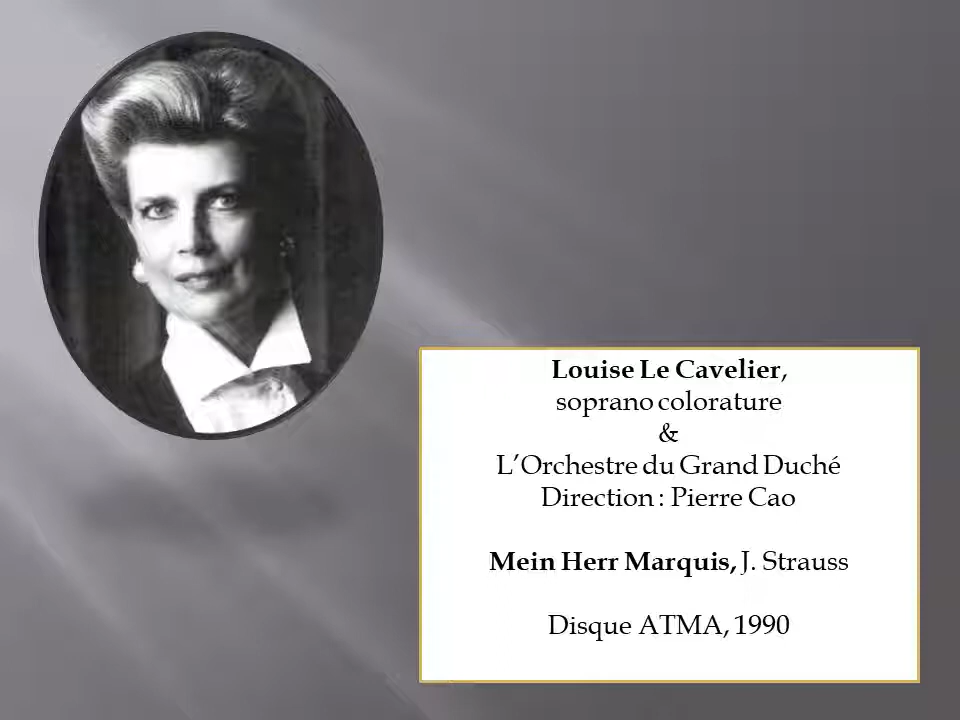 Louise Le Cavelier,
soprano colorature
&
L’Orchestre du Grand Duché
Direction : Pierre Cao
Mein Herr Marquis, J. Strauss
Disque ATMA, 1990